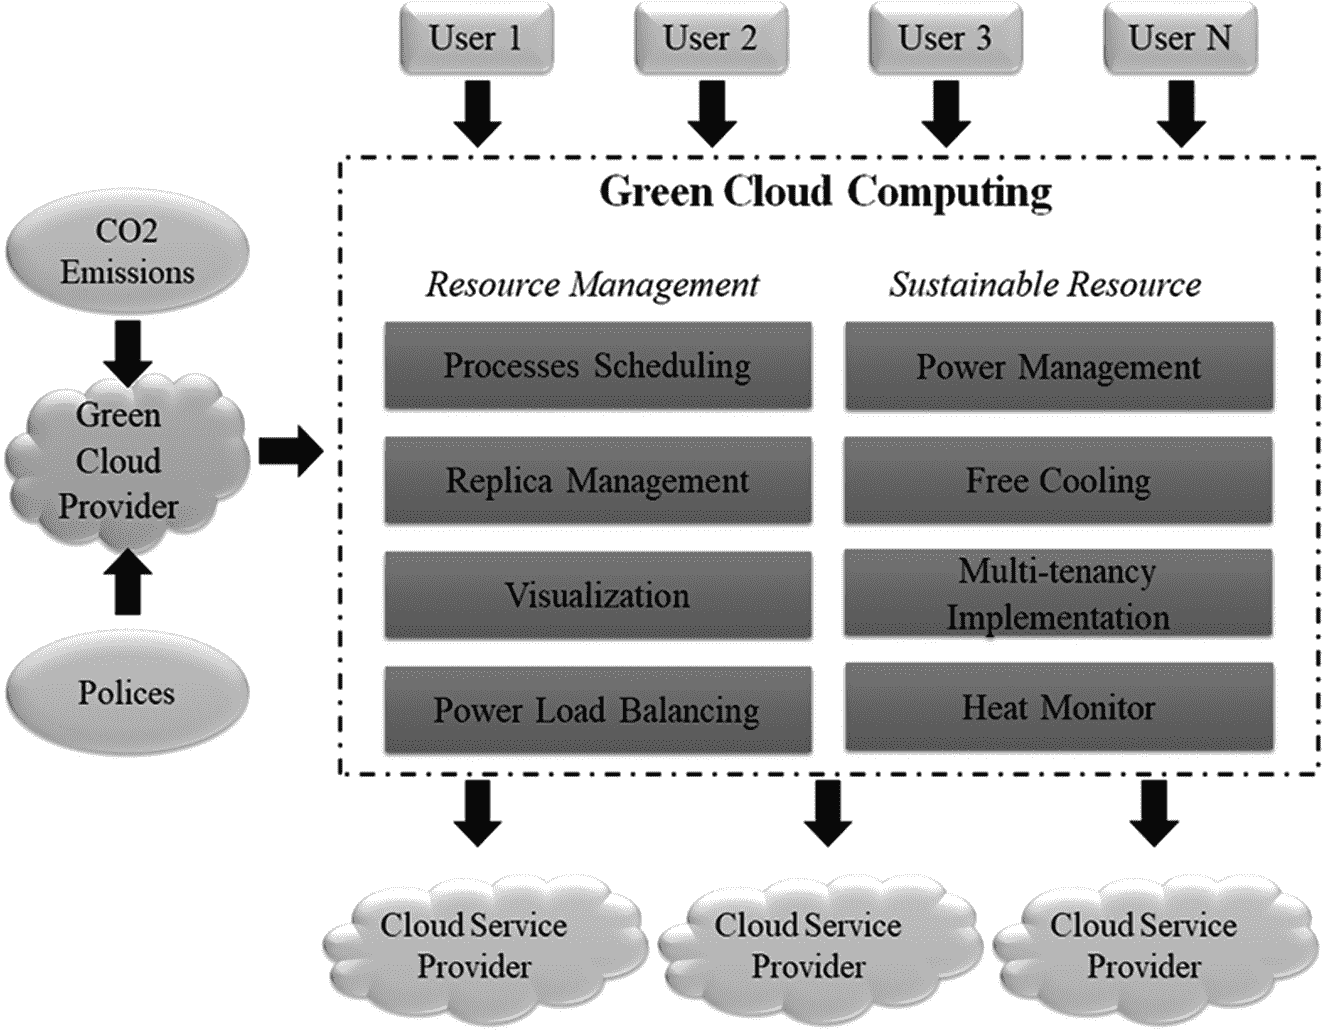 User 1
User 2
User 3
User N
Green Cloud Computing
CO2
Emissions
Green
Cloud
Provider
Polices
Resource Management
Processes Scheduling
Replica Management
Visualization
Power Load Balancing
Sustainable Resource
Power Management
Free Cooling
Multi-tenancy
Implementation
Heat Monitor
Cloud Service
Provider
Cloud Service
Provider
Cloud Service
Provider